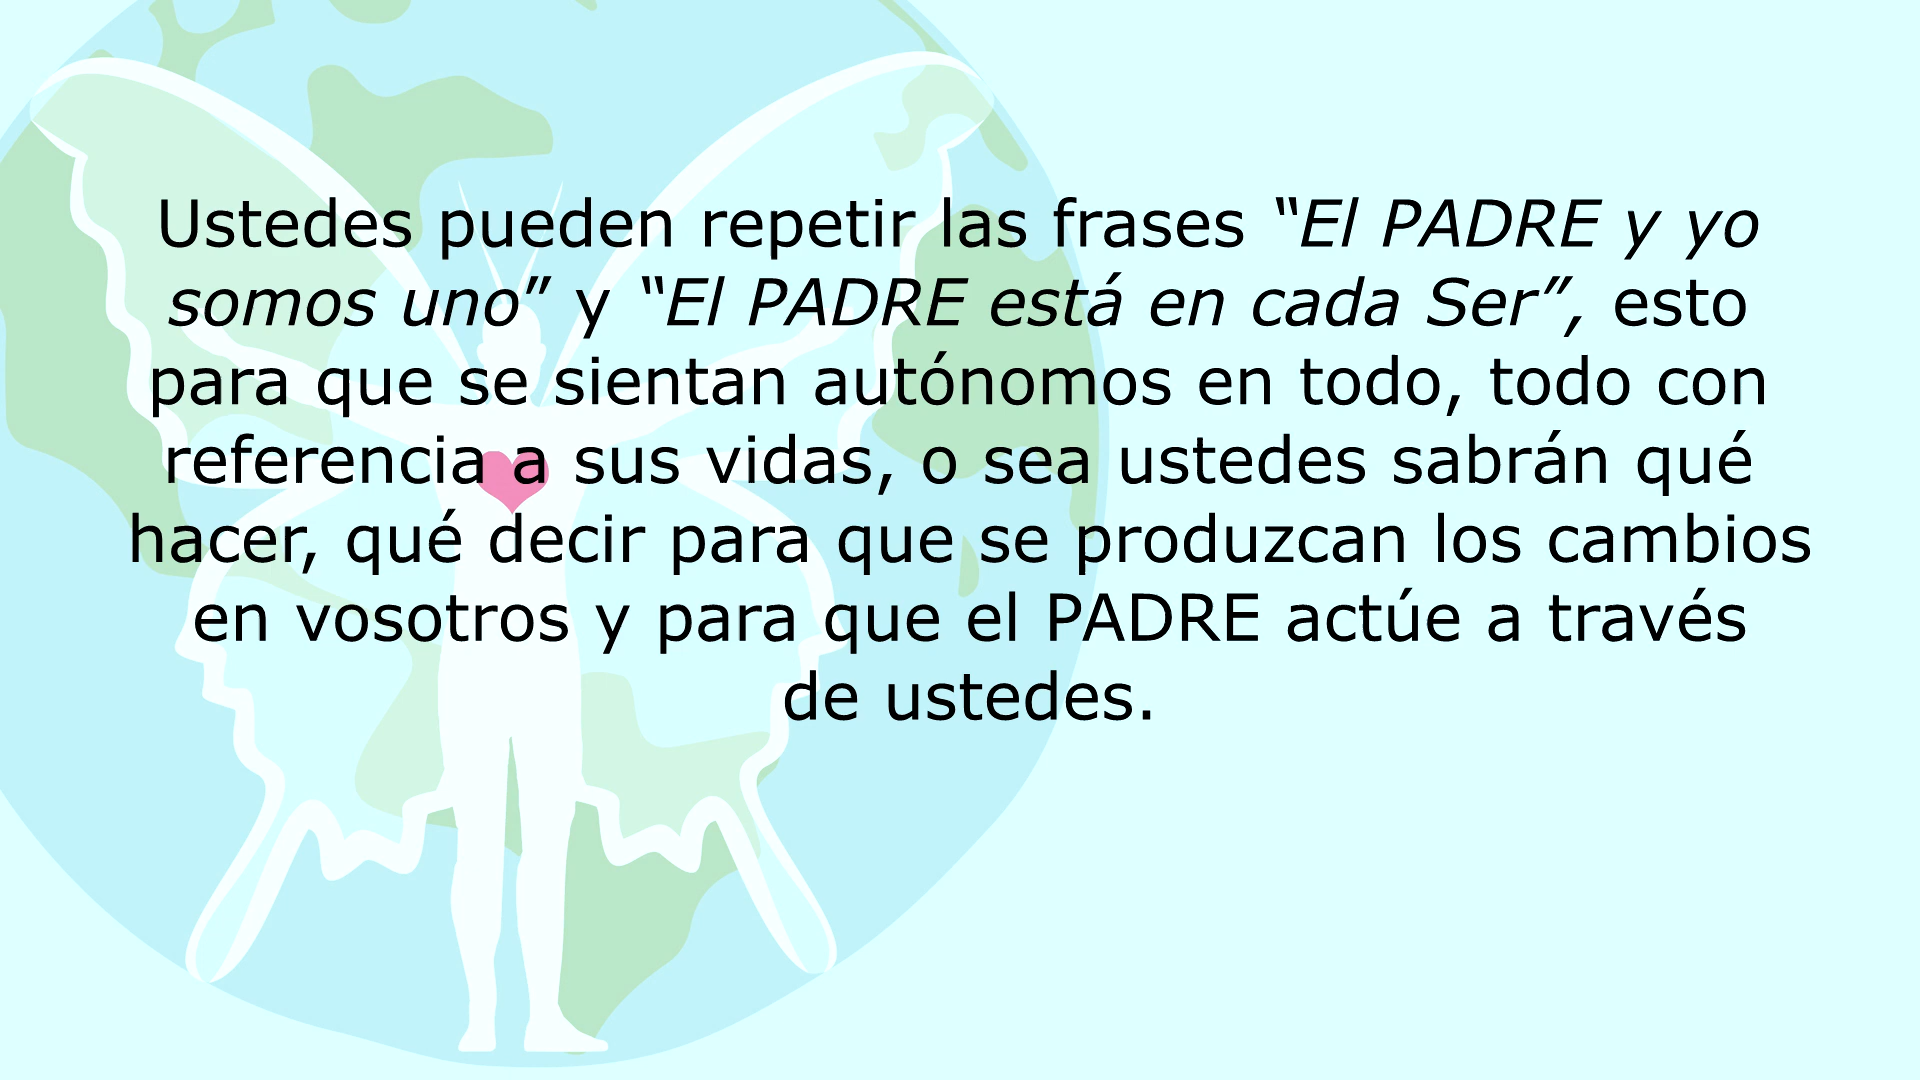 Ustedes pueden repetir las frases “El PADRE y yo
somos uno” y “El PADRE está en cada Ser”, esto
para que se sientan autónomos en todo, todo con
referencia a sus vidas, o sea ustedes sabrán qué
hacer, qué decir para que se produzcan los cambios
en vosotros y para que el PADRE actúe a través
de ustedes.